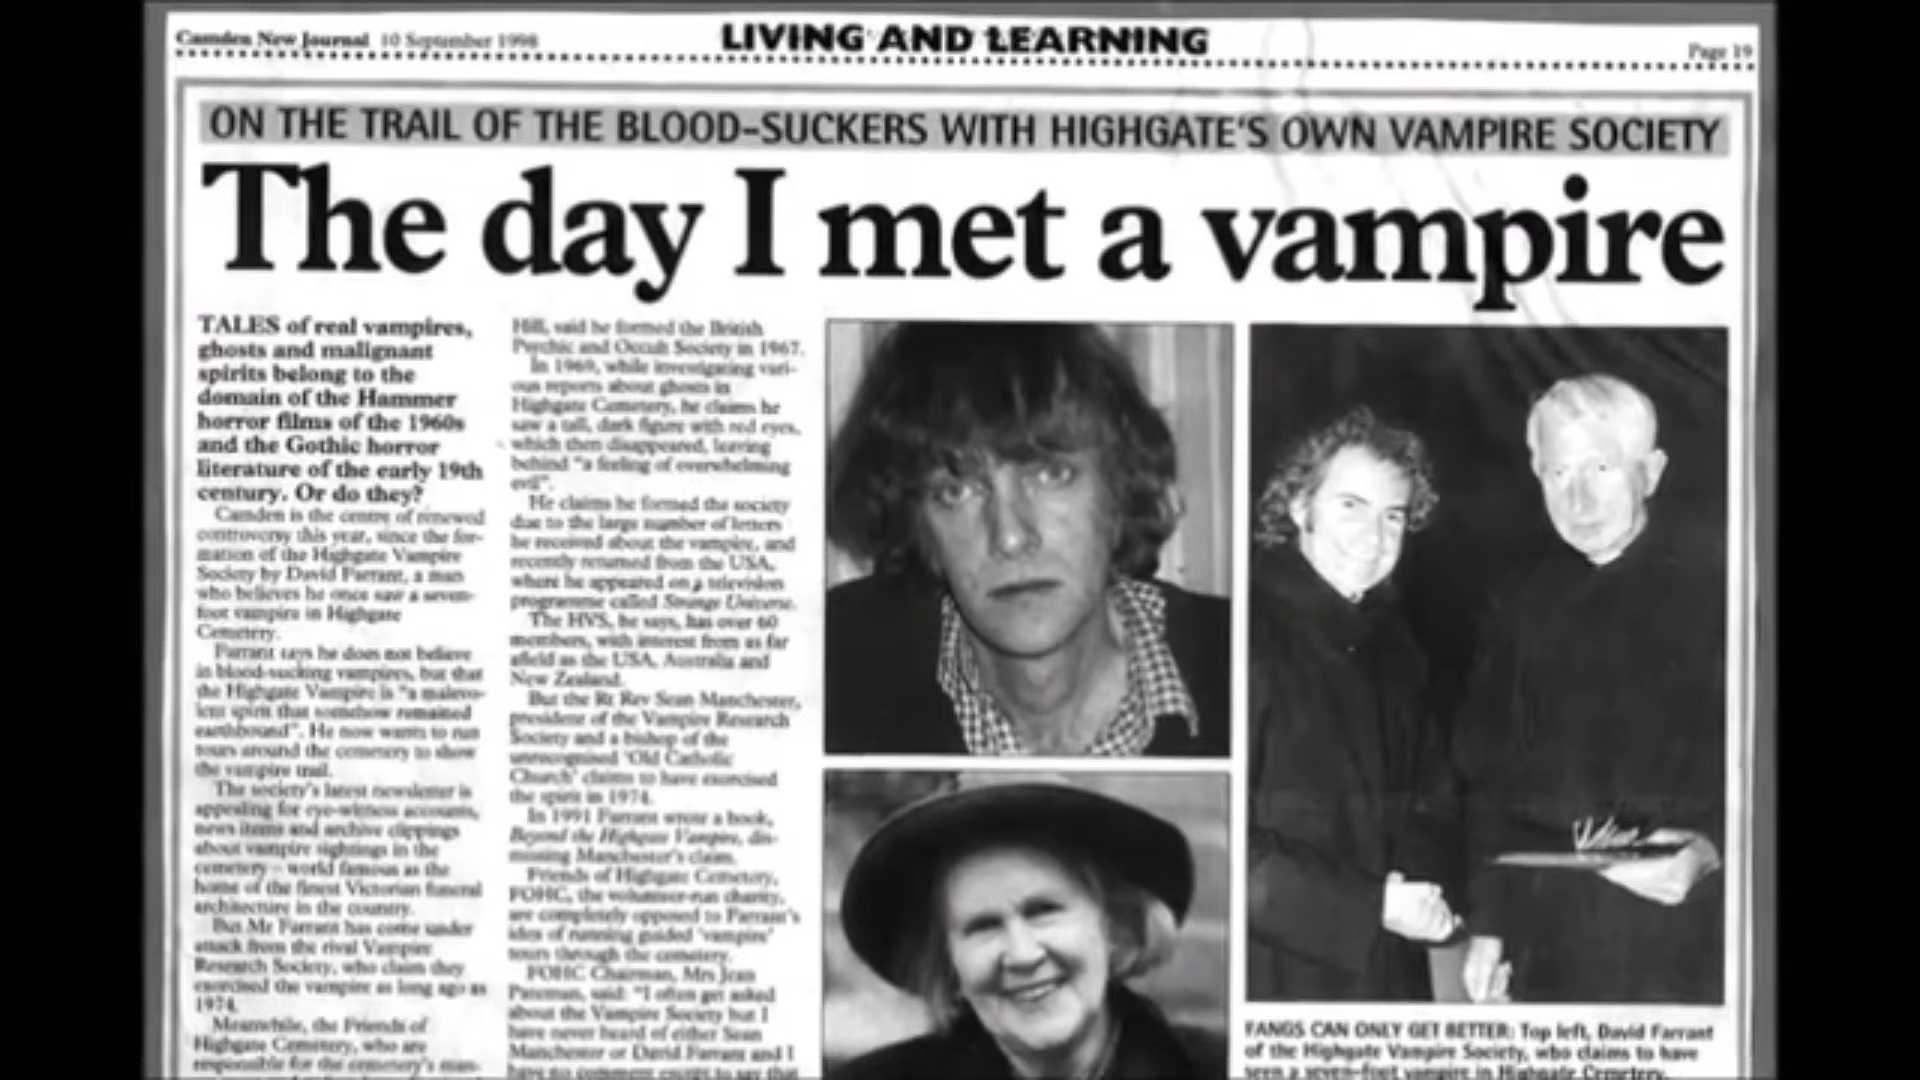 Camden New Journal 10 September 1998
LIVING AND LEARNING
Page 19
ON THE TRAIL OF THE BLOOD-SUCKERS WITH HIGHGATE'S OWN VAMPIRE SOCIETY
The day I met a vampire
TALES of real vampires,
ghosts and malignant
spirits belong to the
domain of the Hammer
horror films of the 1960s
and the Gothic horror
literature of the early 19th
century. Or do they?
Camden is the centre of renewed
controversy this year, since the for-
mation of the Highgate Vampire
Society by David Farrant, a man
who believes he once saw a seven-
foot vampire in Highgate
Cemetery.
Farrant says he does not believe
in blood-sucking vampires, but that
the Highgate Vampire is "a malevo-
lent spirit that somehow remained
earthbound". He now wants to run
tours around the cemetery to show
the vampire trail.
The society's latest newsletter is
appealing for eye-witness accounts,
news items and archive clippings
about vampire sightings in the
cemetery - world famous as the
home of the finest Victorian funeral
architecture in the country.
But Mr Farrant has come under
attack from the rival Vampire
Research Society, who claim they
exorcised the vampire as long ago as
1974.
Meanwhile, the Friends of
Highgate Cemetery, who are
responsible for the cemetery's man-
Hill, said he formed the British
Psychic and Occult Society in 1967.
In 1969, while investigating vari-
ous reports about ghosts in
Highgate Cemetery, he claims he
saw a tall, dark figure with red eyes,
which then disappeared, leaving
behind "a feeling of overwhelming
evil".
He claims he formed the society
due to the large number of letters
he received about the vampire, and
recently returned from the USA,
where he appeared on a television
programme called Strange Universe.
The HVS, he says, has over 60
members, with interest from as far
afield as the USA, Australia and
New Zealand.
But the Rt Rev Sean Manchester,
president of the Vampire Research
Society and a bishop of the
unrecognised 'Old Catholic
Church' claims to have exorcised
the spirit in 1974.
In 1991 Farrant wrote a book,
Beyond the Highgate Vampire, dis-
missing Manchester's claim.
Friends of Highgate Cemetery,
FOHC, the volunteer-run charity,
are completely opposed to Farrant's
idea of running guided 'vampire'
tours through the cemetery.
FOHC Chairman, Mrs Jean
Pateman, said: "I often get asked
about the Vampire Society but I
have never heard of either Sean
Manchester or David Farrant and I
have no comment except to say that
FANGS CAN ONLY GET BETTER: Top left, David Farrant
of the Highgate Vampire Society, who claims to have
seen a seven-foot vampire in Highgate Cemetery.